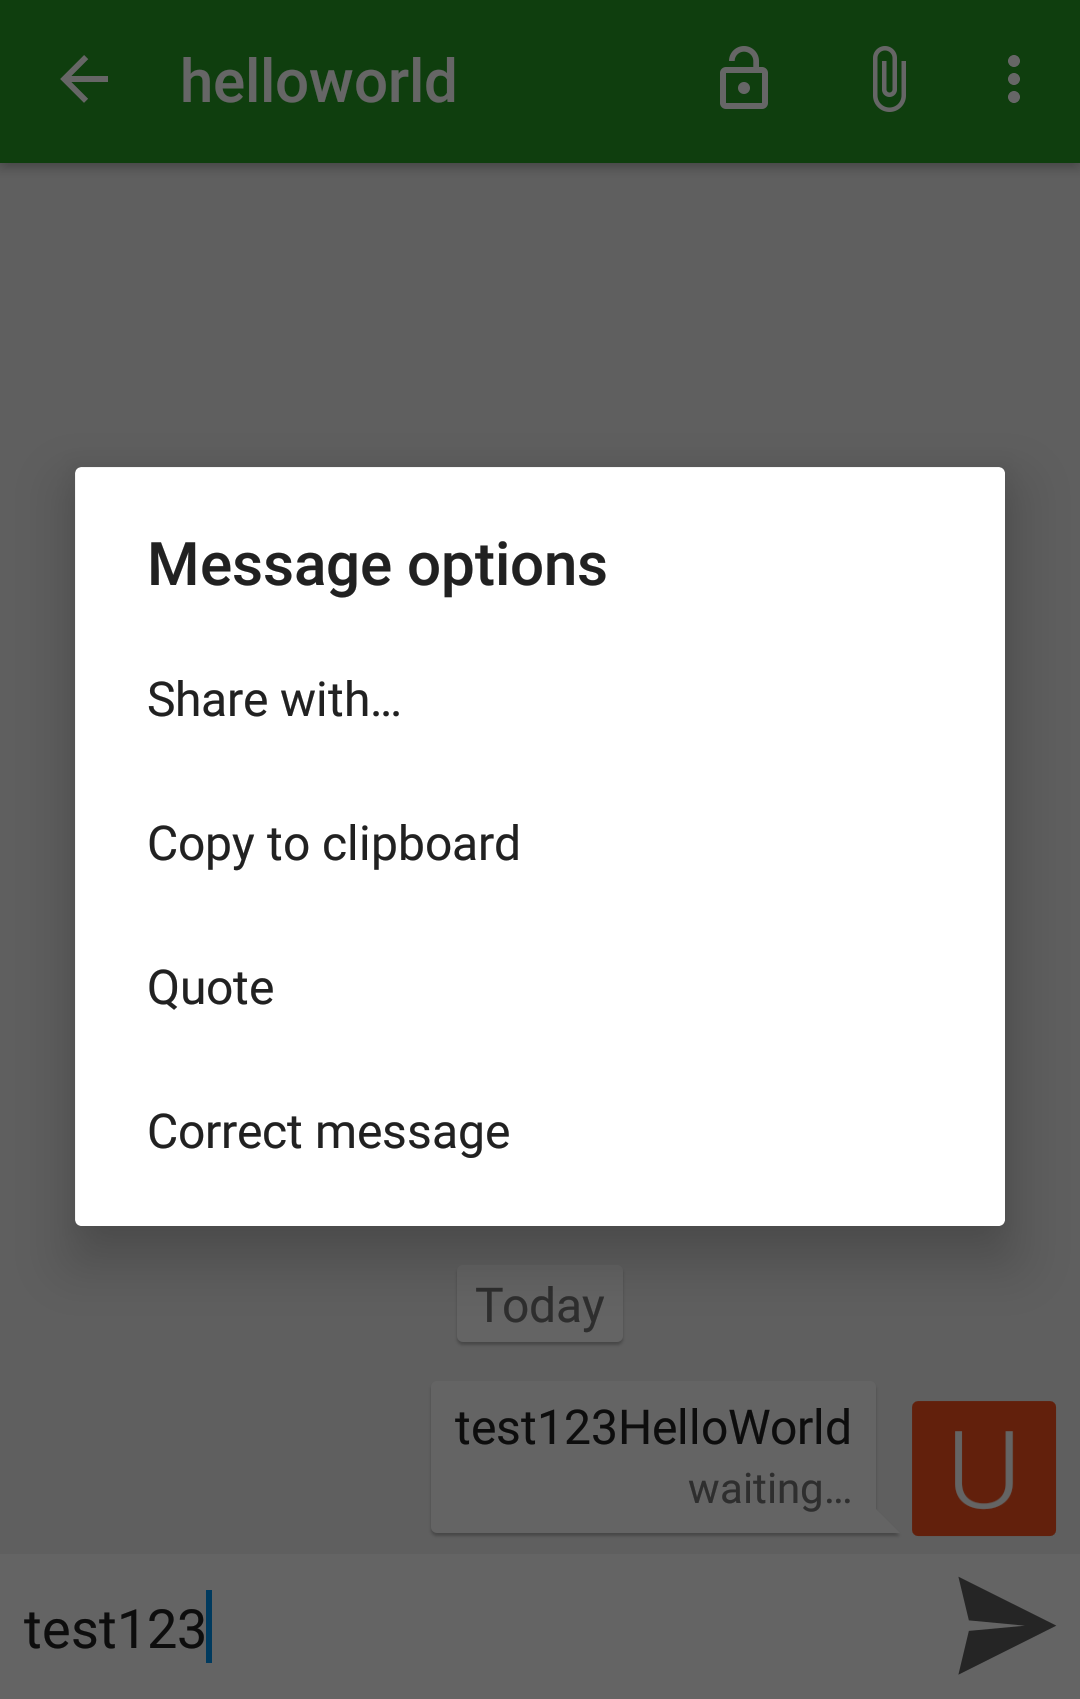 helloworld
Message options
Share with…
Copy to clipboard
Quote
Correct message
Today
test123HelloWorld
waiting…
U
test123